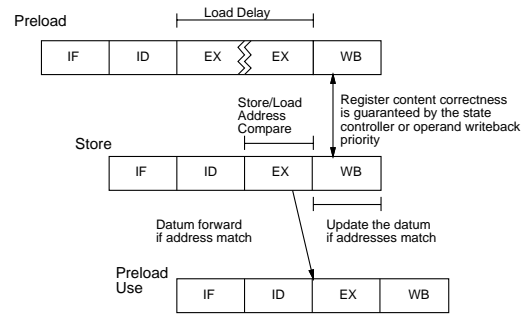 Load Delay
Preload
IF ID EX EX WB
Store/Load
Address
Compare
Register content correctness
is guaranteed by the state
controller or operand writeback
priority
Store
IF ID EX WB
Datum forward
if address match
Update the datum
if addresses match
Preload
Use
IF ID EX WB